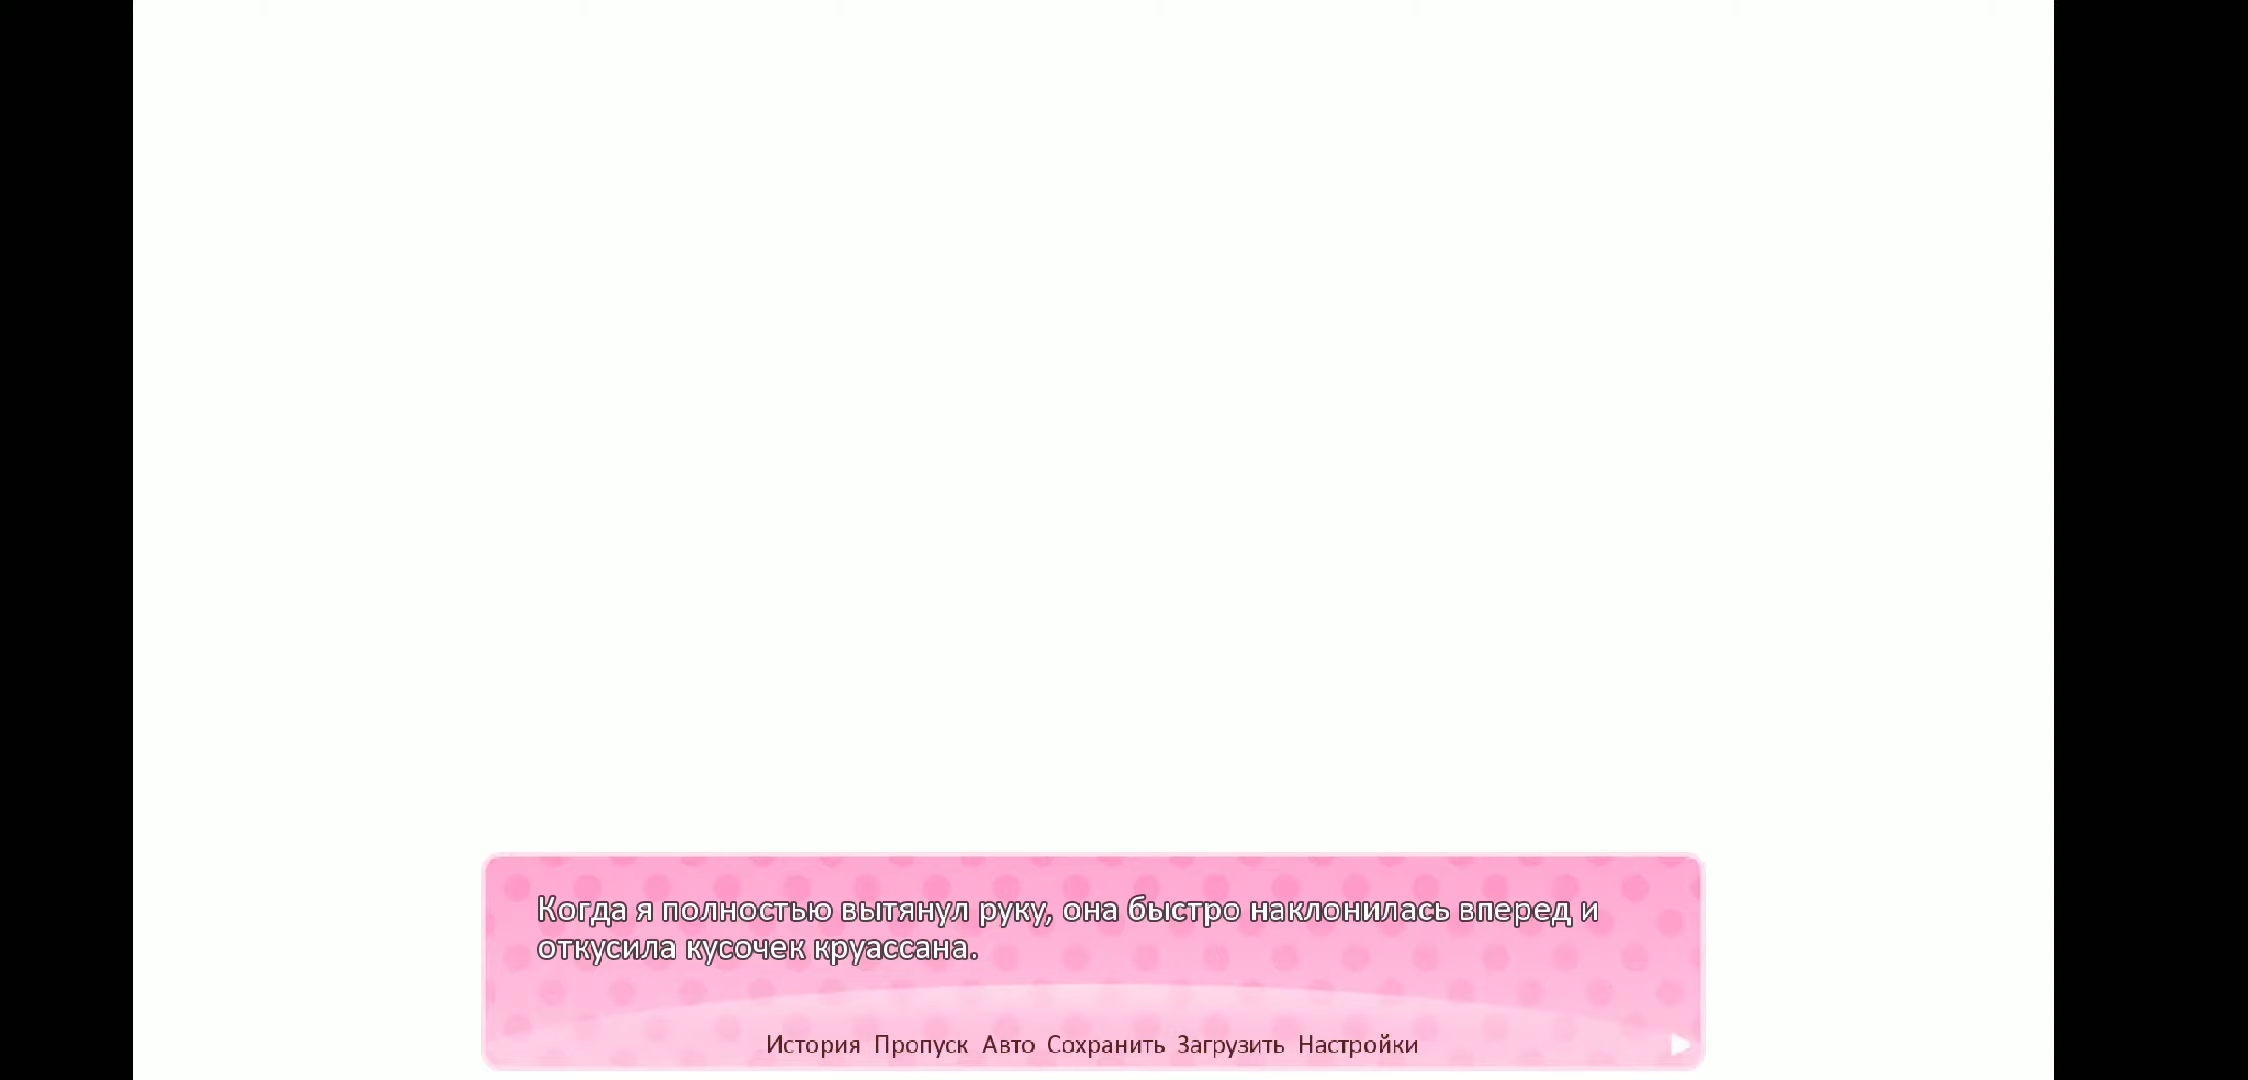 Когда я полностью вытянул руку, она быстро наклонилась вперед и
откусила кусочек круассана.
История Пропуск Авто Сохранить Загрузить Настройки